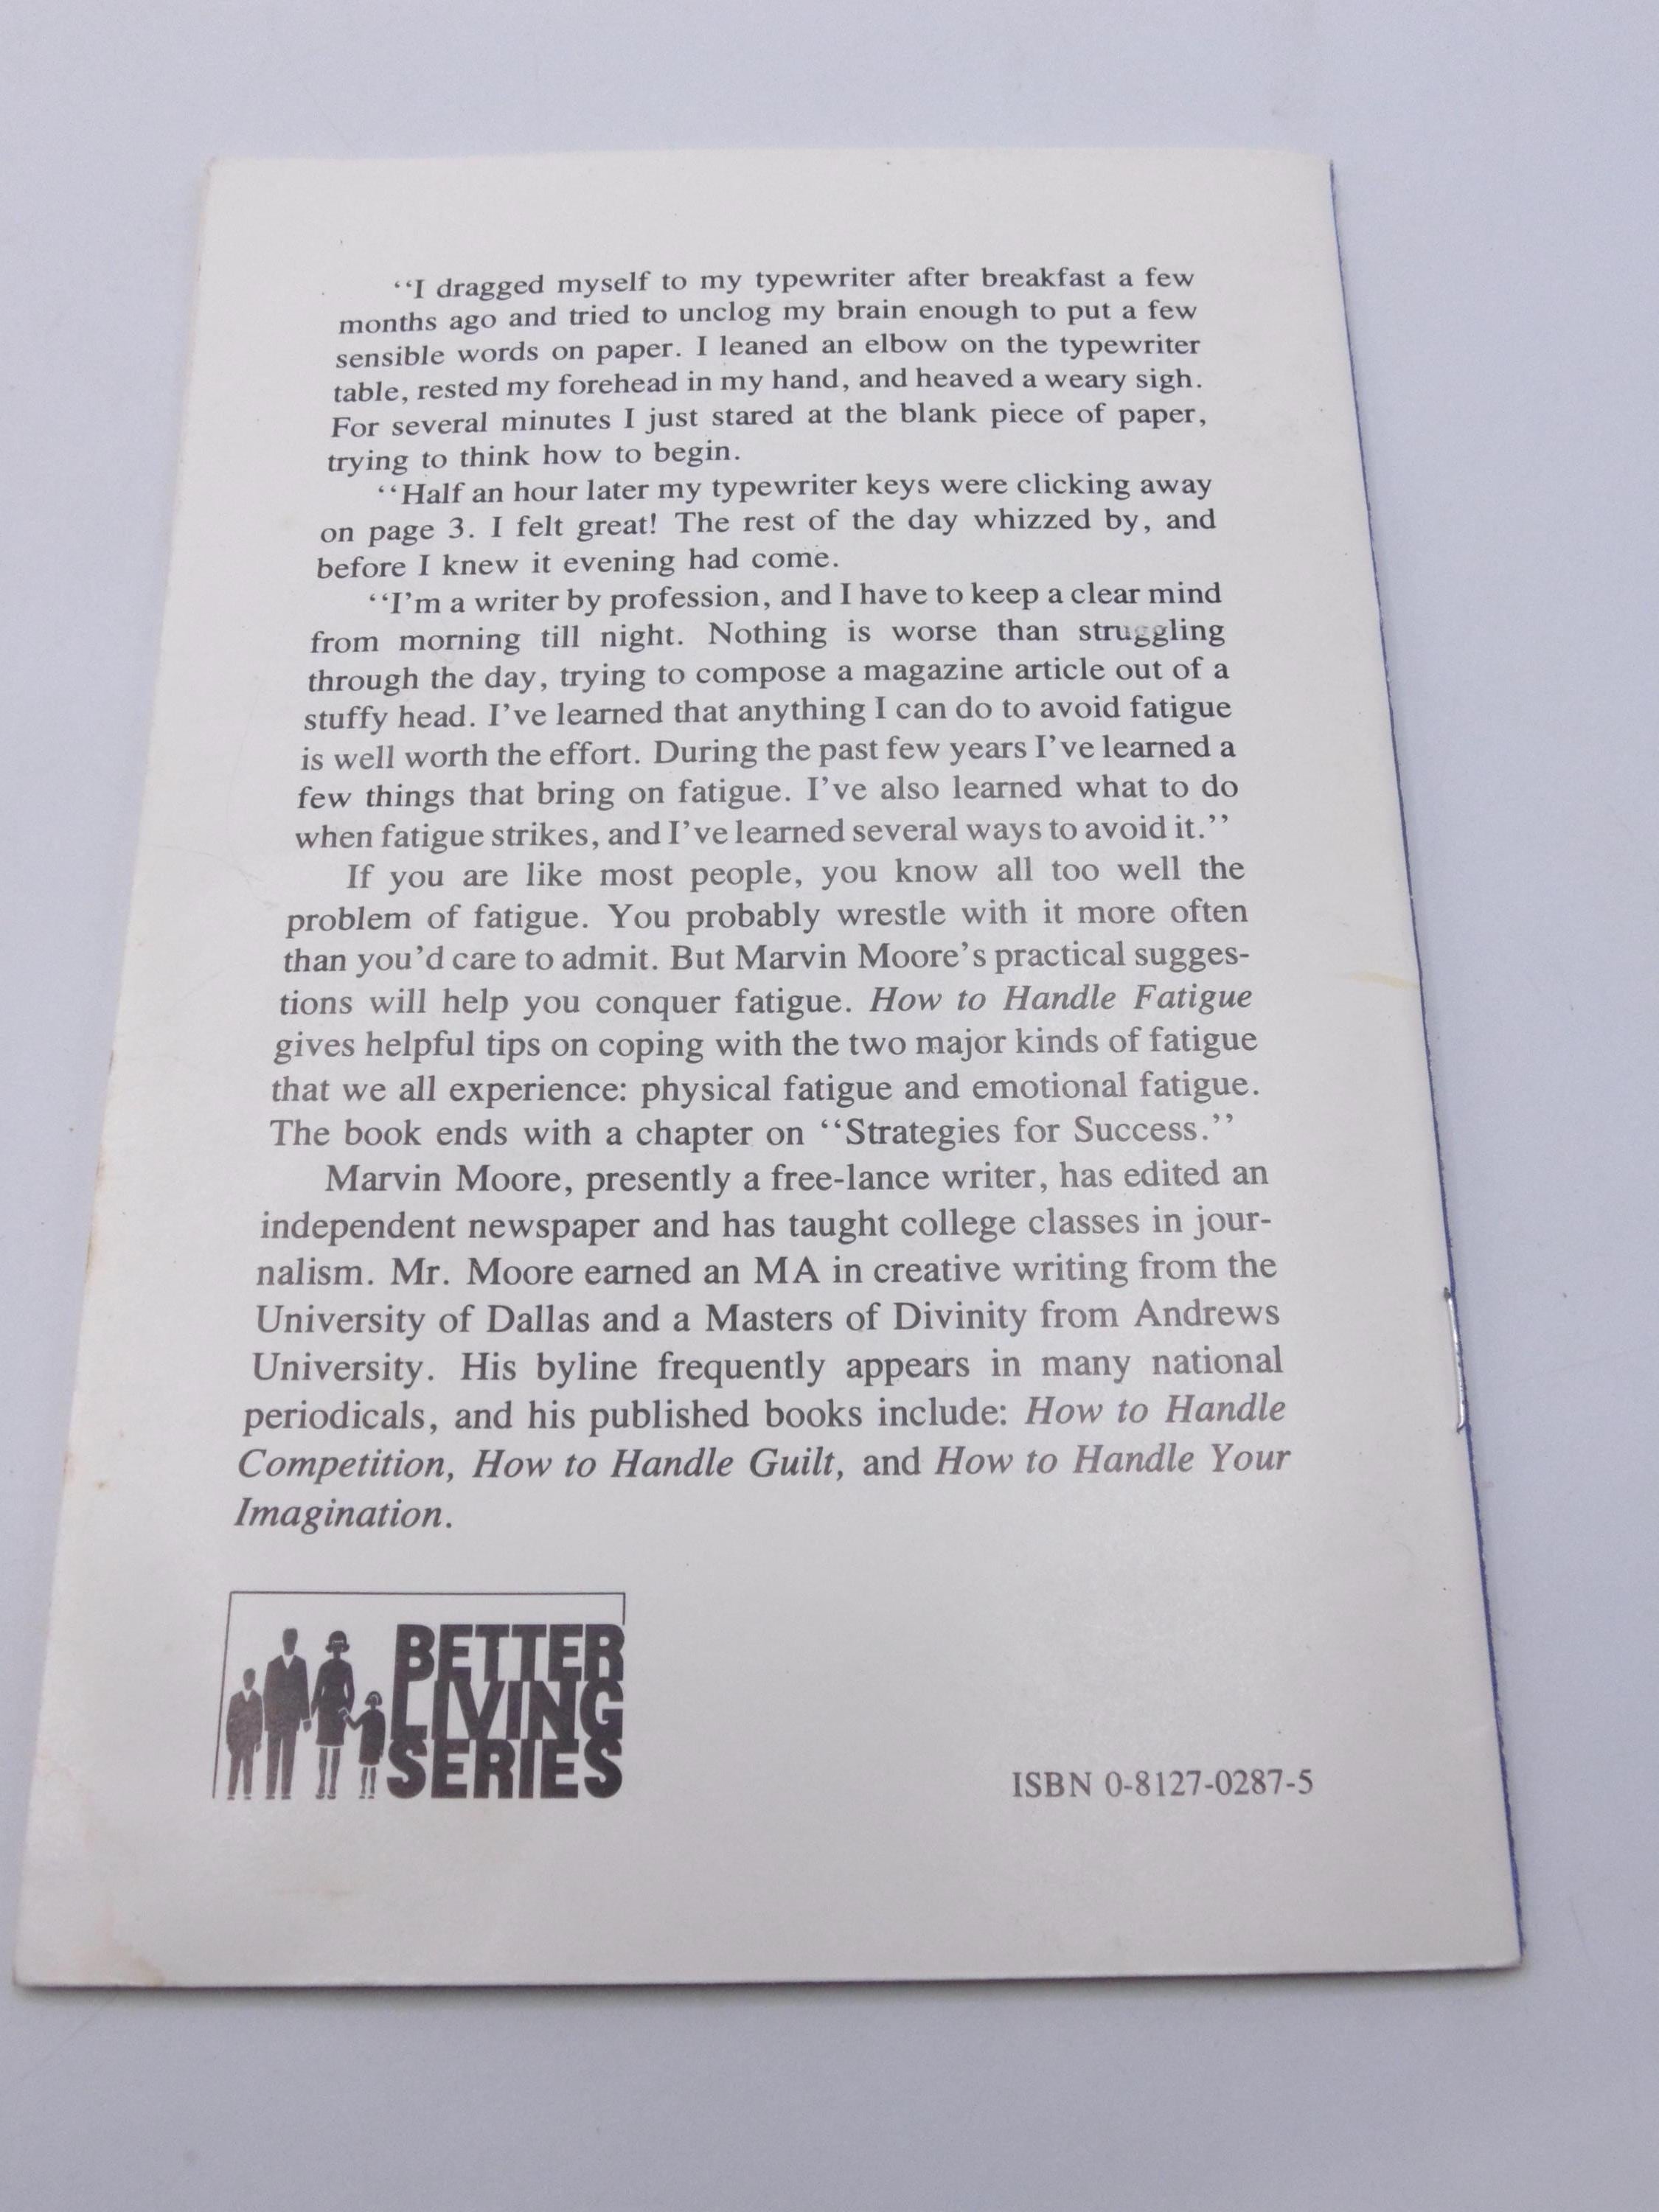 ‘‘I dragged myself to my typewriter after breakfast a few
months ago and tried to unclog my brain enough to put a few
sensible words on paper. I leaned an elbow on the typewriter
table, rested my forehead in my hand, and heaved a weary sigh.
For several minutes I just stared at the blank piece of paper,
trying to think how to begin.
‘‘Half an hour later my typewriter keys were clicking away
on page 3. I felt great! The rest of the day whizzed by, and
before I knew it evening had come.
‘‘I’m a writer by profession, and I have to keep a clear mind
from morning till night. Nothing is worse than struggling
through the day, trying to compose a magazine article out of a
stuffy head. I’ve learned that anything I can do to avoid fatigue
is well worth the effort. During the past few years I’ve learned a
few things that bring on fatigue. I’ve also learned what to do
when fatigue strikes, and I’ve learned several ways to avoid it.’’
If you are like most people, you know all too well the
problem of fatigue. You probably wrestle with it more often
than you’d care to admit. But Marvin Moore’s practical sugges-
tions will help you conquer fatigue. How to Handle Fatigue
gives helpful tips on coping with the two major kinds of fatigue
that we all experience: physical fatigue and emotional fatigue.
The book ends with a chapter on ‘‘Strategies for Success.’’
Marvin Moore, presently a free-lance writer, has edited an
independent newspaper and has taught college classes in jour-
nalism. Mr. Moore earned an MA in creative writing from the
University of Dallas and a Masters of Divinity from Andrews
University. His byline frequently appears in many national
periodicals, and his published books include: How to Handle
Competition, How to Handle Guilt, and How to Handle Your
Imagination.
BETTER
LIVING
SERIES
ISBN 0-8127-0287-5